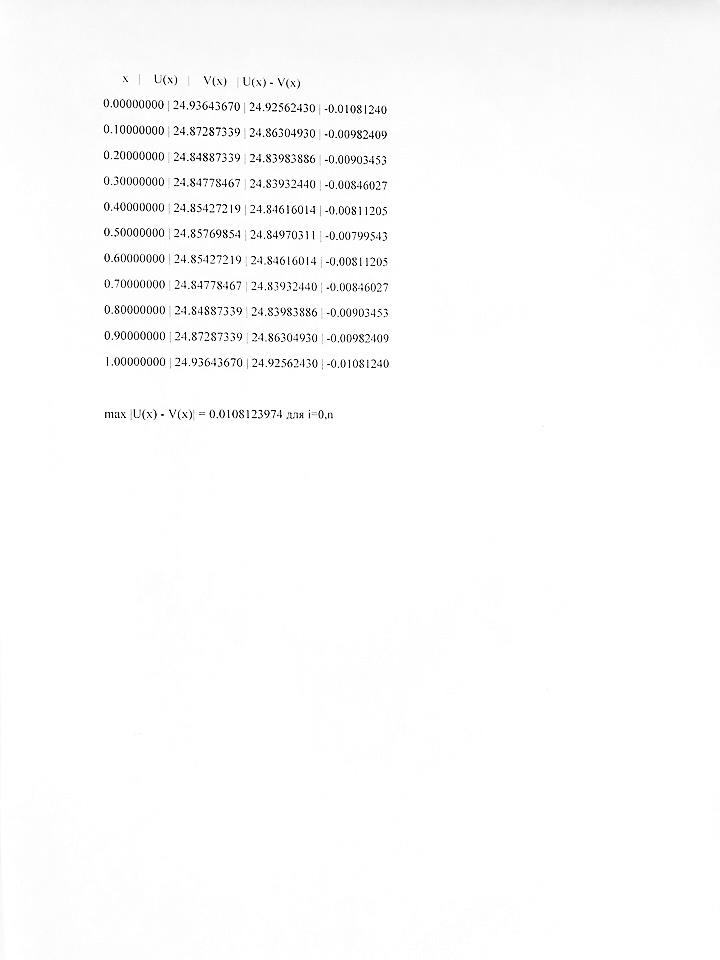 x | U(x) | V(x) | U(x) - V(x)
0.00000000 | 24.93643670 | 24.92562430 | -0.01081240
0.10000000 | 24.87287339 | 24.86304930 | -0.00982409
0.20000000 | 24.84887339 | 24.83983886 | -0.00903453
0.30000000 | 24.84778467 | 24.83932440 | -0.00846027
0.40000000 | 24.85427219 | 24.84616014 | -0.00811205
0.50000000 | 24.85769854 | 24.84970311 | -0.00799543
0.60000000 | 24.85427219 | 24.84616014 | -0.00811205
0.70000000 | 24.84778467 | 24.83932440 | -0.00846027
0.80000000 | 24.84887339 | 24.83983886 | -0.00903453
0.90000000 | 24.87287339 | 24.86304930 | -0.00982409
1.00000000 | 24.93643670 | 24.92562430 | -0.01081240
max |U(x) - V(x)| = 0.0108123974 для i=0,n